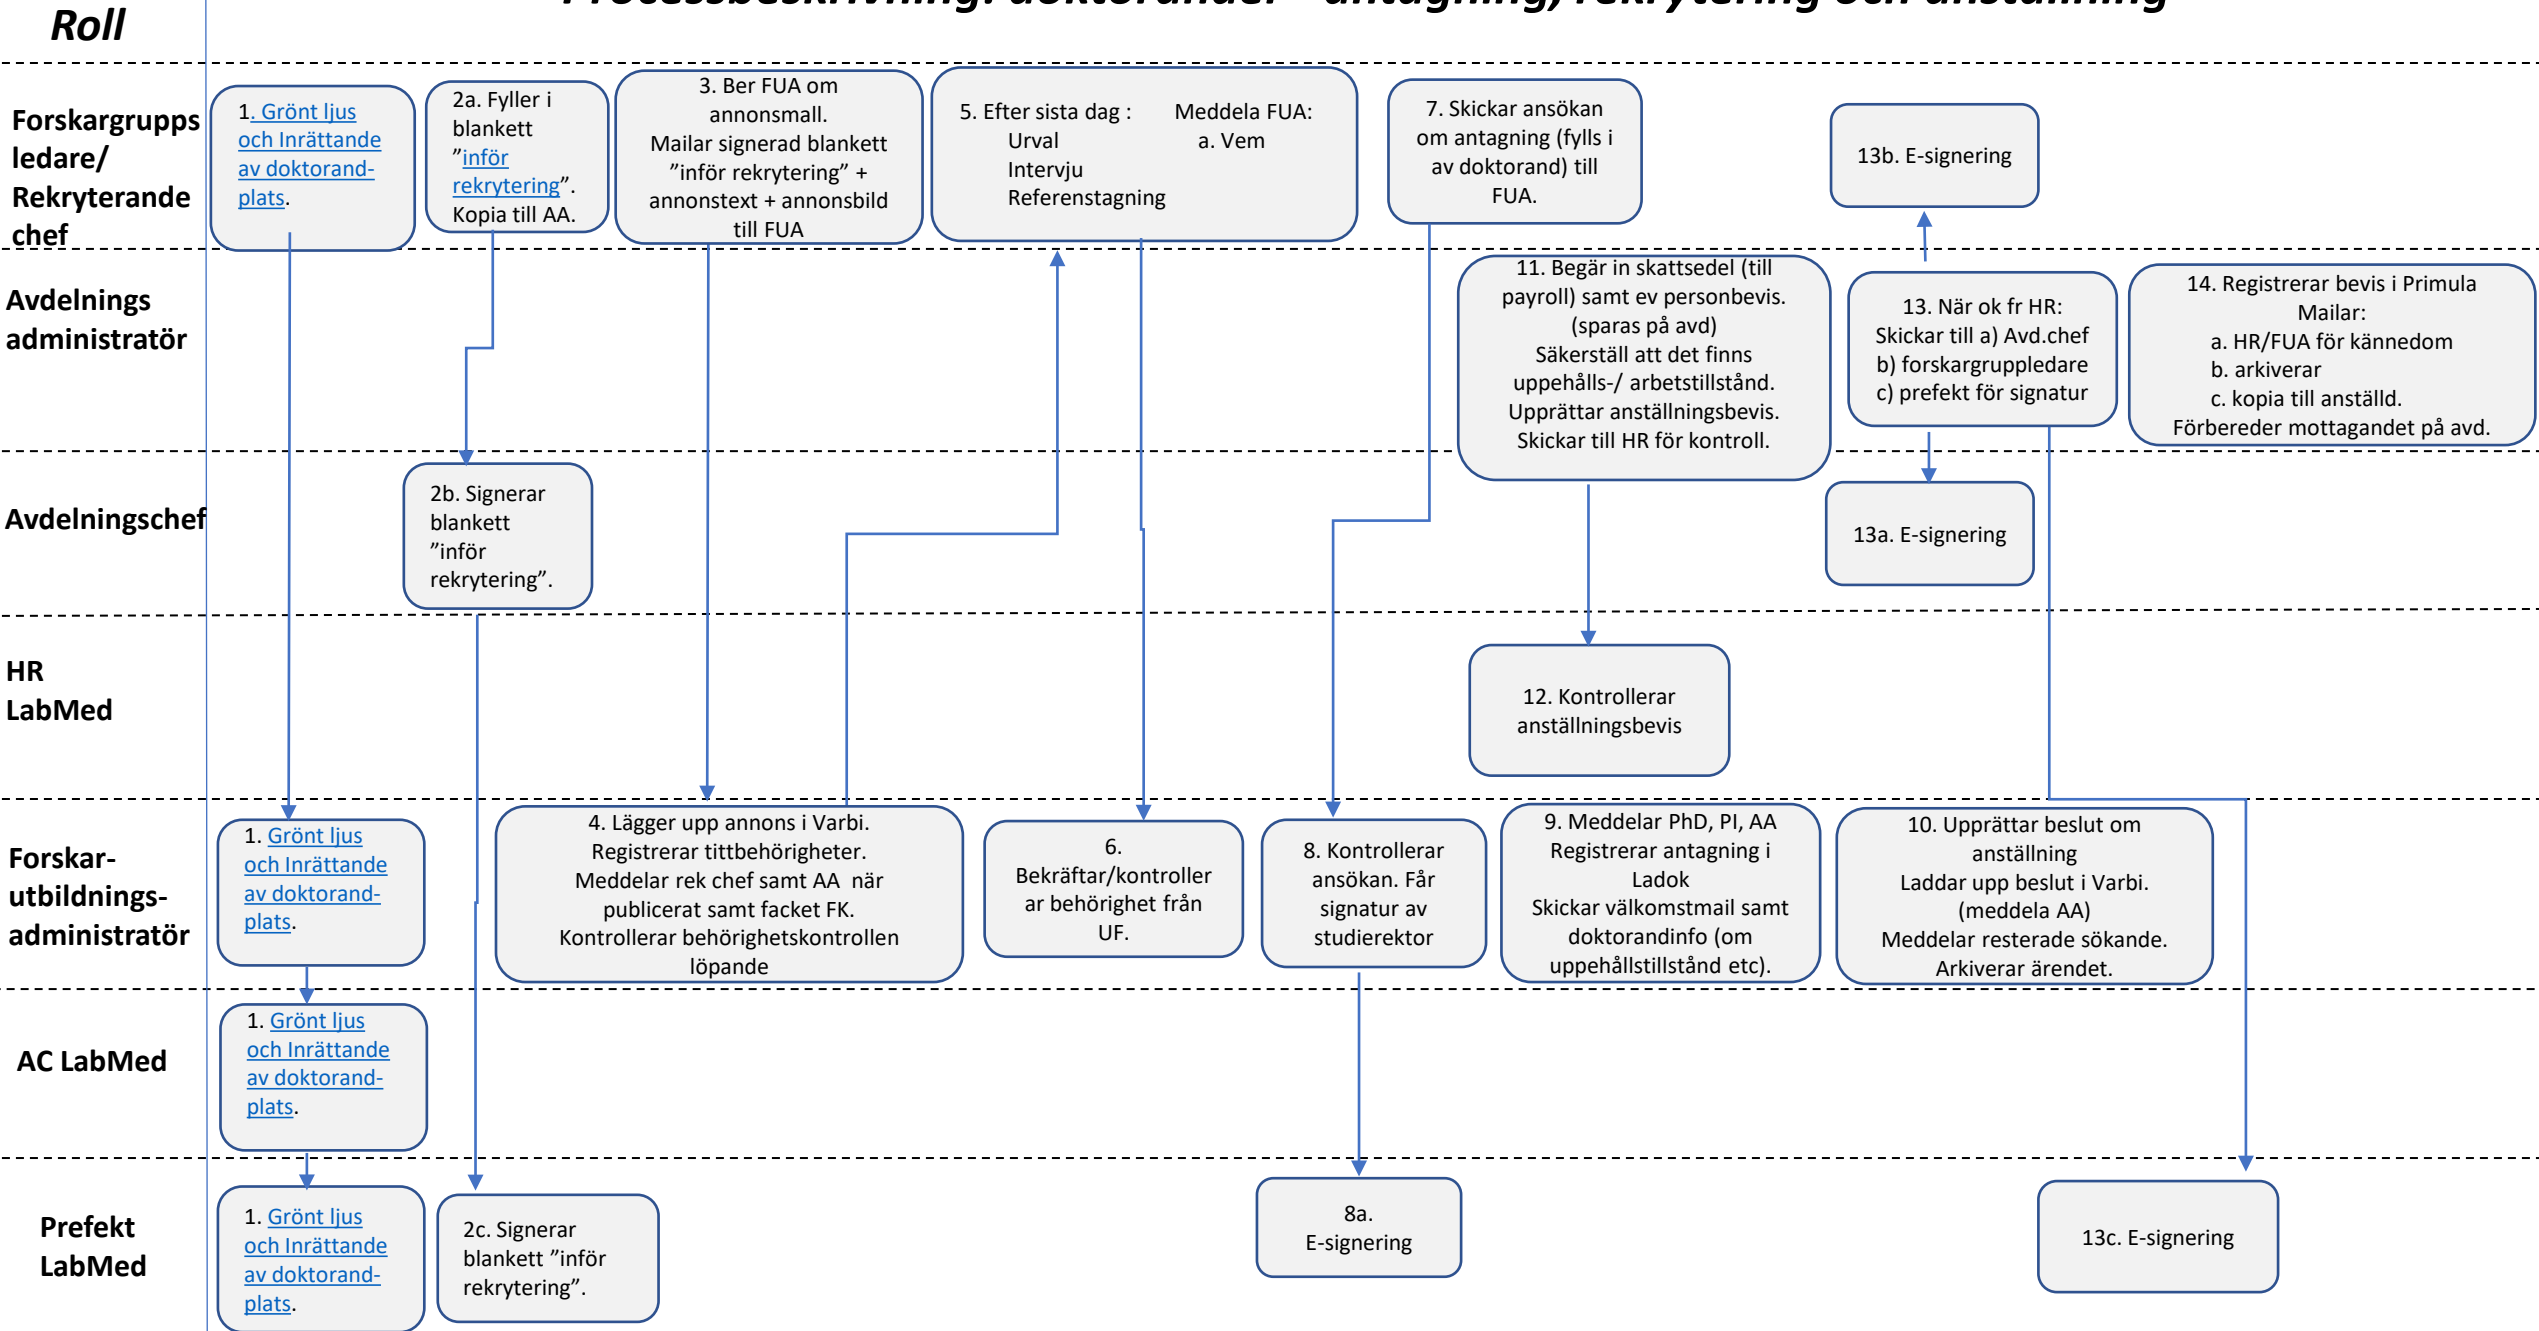 Processbeskrivning: doktorander - antagning, rekrytering och anställning
Roll
Forskargrupps
ledare/
Rekryterande
chef
1. Grönt ljus
och Inrättande
av doktorand-
plats.
2a. Fyller i
blankett
”inför
rekrytering”.
Kopia till AA.
3. Ber FUA om
annonsmall.
Mailar signerad blankett
”inför rekrytering” +
annonstext + annonsbild
till FUA
5. Efter sista dag :
Urval
Intervju
Referenstagning
Meddela FUA:
a. Vem
7. Skickar ansökan
om antagning (fylls i
av doktorand) till
FUA.
13b. E-signering
Avdelnings
administratör
11. Begär in skattsedel (till
payroll) samt ev personbevis.
(sparas på avd)
Säkerställ att det finns
uppehålls-/ arbetstillstånd.
Upprättar anställningsbevis.
Skickar till HR för kontroll.
13. När ok fr HR:
Skickar till a) Avd.chef
b) forskargruppledare
c) prefekt för signatur
14. Registrerar bevis i Primula
Mailar:
a. HR/FUA för kännedom
b. arkiverar
c. kopia till anställd.
Förbereder mottagandet på avd.
Avdelningschef
2b. Signerar
blankett
”inför
rekrytering”.
13a. E-signering
HR
LabMed
12. Kontrollerar
anställningsbevis
Forskar-
utbildnings-
administratör
1. Grönt ljus
och Inrättande
av doktorand-
plats.
4. Lägger upp annons i Varbi.
Registrerar tittbehörigheter.
Meddelar rek chef samt AA  när
publicerat samt facket FK.
Kontrollerar behörighetskontrollen
löpande
6.
Bekräftar/kontroller
ar behörighet från
UF.
8. Kontrollerar
ansökan. Får
signatur av
studierektor
9. Meddelar PhD, PI, AA
Registrerar antagning i
Ladok
Skickar välkomstmail samt
doktorandinfo (om
uppehållstillstånd etc).
10. Upprättar beslut om
anställning
Laddar upp beslut i Varbi.
(meddela AA)
Meddelar resterade sökande.
Arkiverar ärendet.
AC LabMed
1. Grönt ljus
och Inrättande
av doktorand-
plats.
Prefekt
LabMed
1. Grönt ljus
och Inrättande
av doktorand-
plats.
2c. Signerar
blankett ”inför
rekrytering”.
8a.
E-signering
13c. E-signering